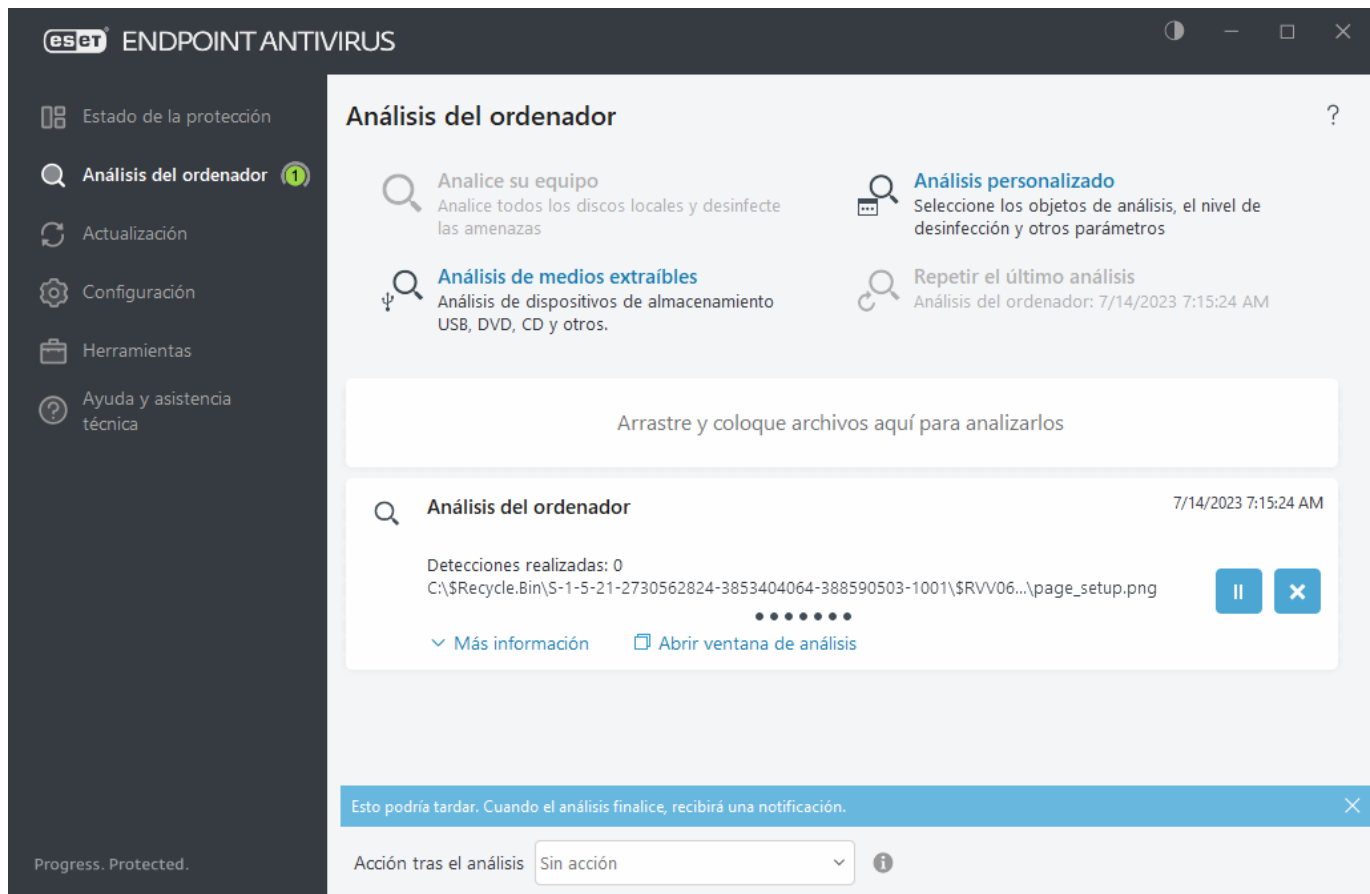 eset ENDPOINT ANTIVIRUS
Estado de la protección
Análisis del ordenador 1
Actualización
Configuración
Herramientas
Ayuda y asistencia
técnica
Progress. Protected.
Análisis del ordenador
?
Analice su equipo
Analice todos los discos locales y desinfecte
las amenazas
Análisis personalizado
Seleccione los objetos de análisis, el nivel de
desinfección y otros parámetros
Análisis de medios extraíbles
Análisis de dispositivos de almacenamiento
USB, DVD, CD y otros.
Repetir el último análisis
Análisis del ordenador: 7/14/2023 7:15:24 AM
Arrastre y coloque archivos aquí para analizarlos
Análisis del ordenador
7/14/2023 7:15:24 AM
Detecciones realizadas: 0
C:\$Recycle.Bin\S-1-5-21-2730562824-3853404064-388590503-1001\$RVV06...\page_setup.png
Más información
Abrir ventana de análisis
Esto podría tardar. Cuando el análisis finalice, recibirá una notificación.
Acción tras el análisis
Sin acción